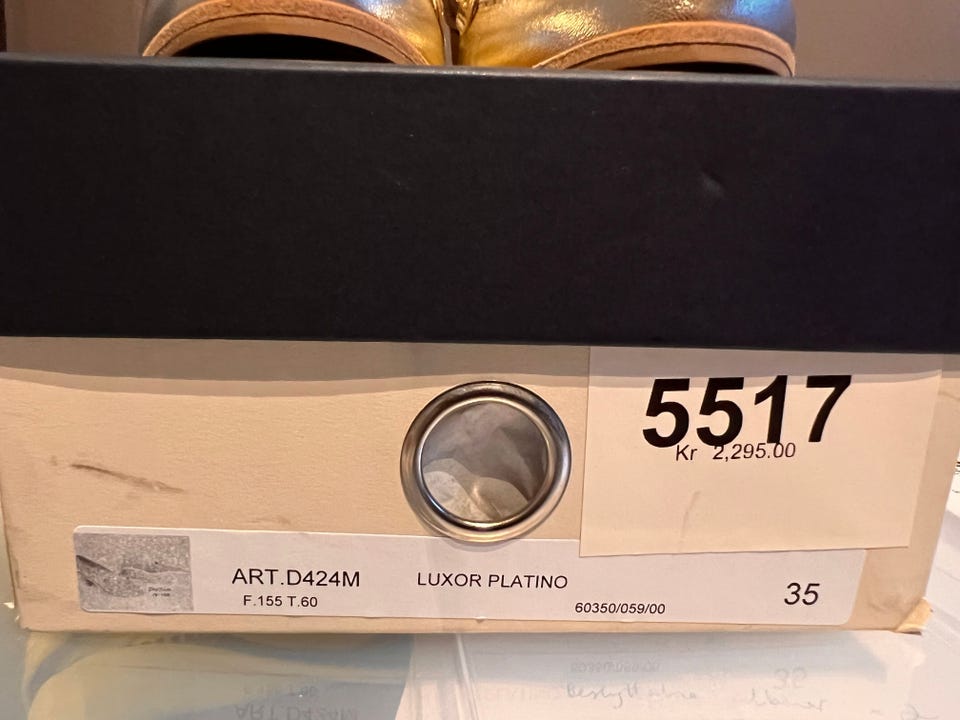 5517
Kr 2,295.00
ART.D424M
LUXOR PLATINO
35
F.155 T.60
60350/059/00